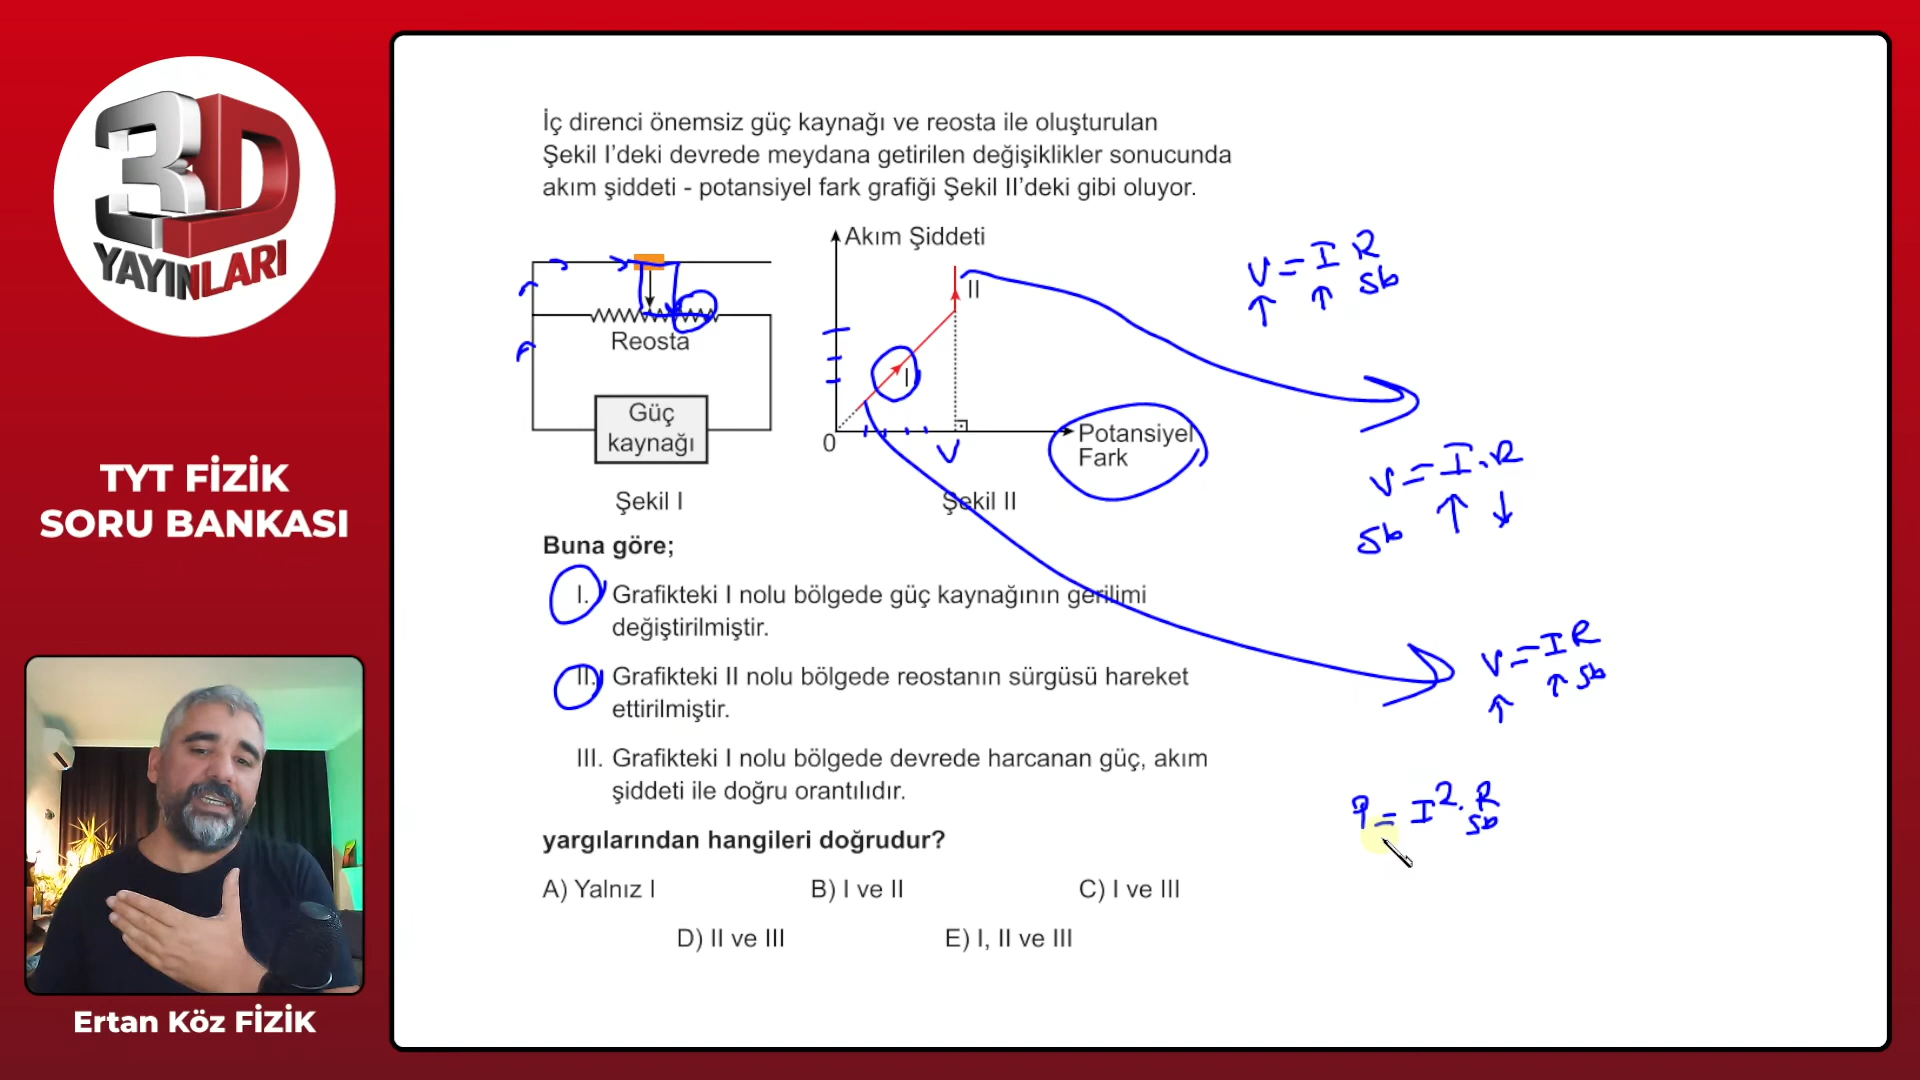 3D
YAYINLARI
TYT FİZİK
SORU BANKASI
Ertan Köz FİZİK
İç direnci önemsiz güç kaynağı ve reosta ile oluşturulan
Şekil I’deki devrede meydana getirilen değişiklikler sonucunda
akım şiddeti - potansiyel fark grafiği Şekil II’deki gibi oluyor.
Reosta
Güç
kaynağı
Şekil I
Akım Şiddeti
II
I
0
V
Potansiyel
Fark
Şekil II
V = I R
sb
V = I . R
sb
V = I R
sb
P = I². R
sb
Buna göre;
I. Grafikteki I nolu bölgede güç kaynağının gerilimi
değiştirilmiştir.
II. Grafikteki II nolu bölgede reostanın sürgüsü hareket
ettirilmiştir.
III. Grafikteki I nolu bölgede devrede harcanan güç, akım
şiddeti ile doğru orantılıdır.
yargılarından hangileri doğrudur?
A) Yalnız I B) I ve II C) I ve III
D) II ve III E) I, II ve III